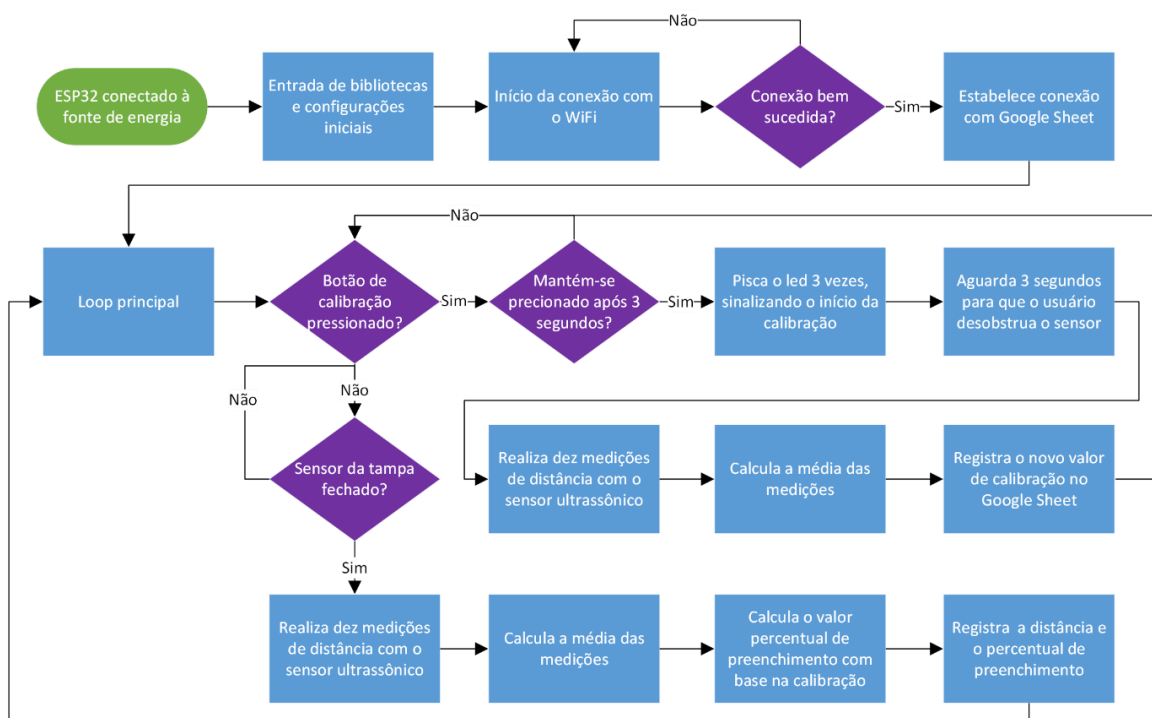 Não
ESP32 conectado à
fonte de energia
Entrada de bibliotecas
e configurações
iniciais
Início da conexão com
o WiFi
Conexão bem
sucedida?
Sim
Estabelece conexão
com Google Sheet
Não
Loop principal
Botão de
calibração
pressionado?
Sim
Mantém-se
precionado após 3
segundos?
Sim
Pisca o led 3 vezes,
sinalizando o início da
calibração
Aguarda 3 segundos
para que o usuário
desobstrua o sensor
Não
Não
Sensor da tampa
fechado?
Realiza dez medições
de distância com o
sensor ultrassônico
Calcula a média das
medições
Registra o novo valor
de calibração no
Google Sheet
Sim
Realiza dez medições
de distância com o
sensor ultrassônico
Calcula a média das
medições
Calcula o valor
percentual de
preenchimento com
base na calibração
Registra a distância e
o percentual de
preenchimento